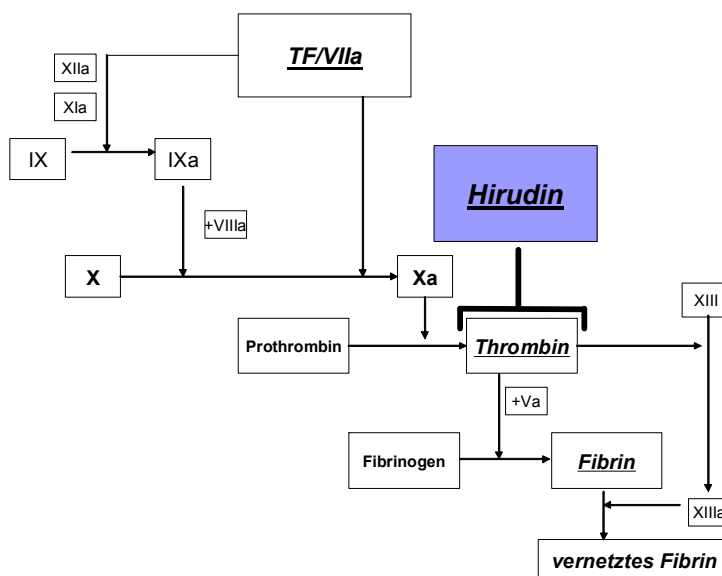 TF/VIIa
XIIa
XIa
IX
IXa
Hirudin
+VIIIa
X
Xa
XIII
Prothrombin
Thrombin
+Va
Fibrinogen
Fibrin
XIIIa
vernetztes Fibrin